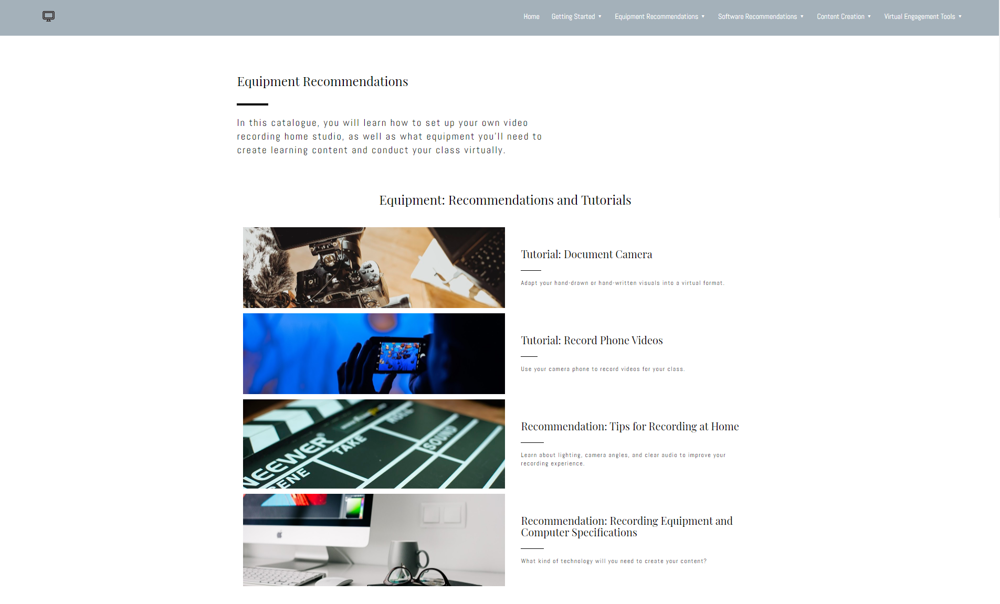 Home Getting Started ▼ Equipment Recommendations ▼ Software Recommendations ▼ Content Creation ▼ Virtual Engagement Tools ▼
Equipment Recommendations
In this catalogue, you will learn how to set up your own video
recording home studio, as well as what equipment you'll need to
create learning content and conduct your class virtually.
Equipment: Recommendations and Tutorials
Tutorial: Document Camera
Adapt your hand-drawn or hand-written visuals into a virtual format.
Tutorial: Record Phone Videos
Use your camera phone to record videos for your class.
ROLL
NEEWER®
TAKE
SOUND
SCENE
Recommendation: Tips for Recording at Home
Learn about lighting, camera angles, and clear audio to improve your
recording experience.
Recommendation: Recording Equipment and
Computer Specifications
What kind of technology will you need to create your content?